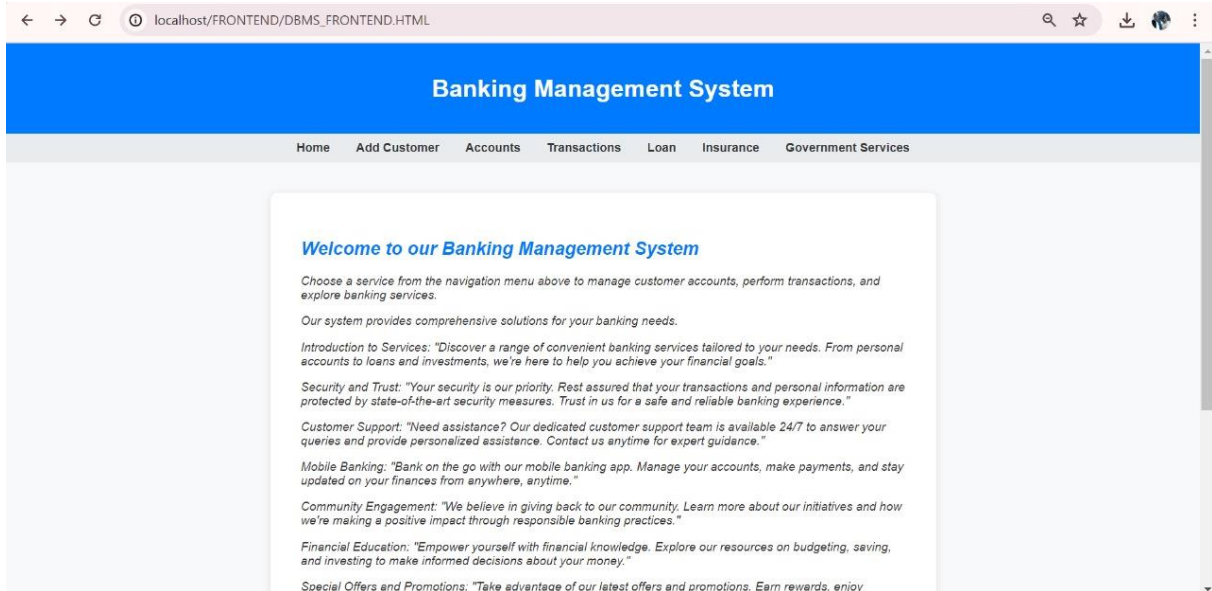 localhost/FRONTEND/DBMS_FRONTEND.HTML
Banking Management System
Home Add Customer Accounts Transactions Loan Insurance Government Services
Welcome to our Banking Management System
Choose a service from the navigation menu above to manage customer accounts, perform transactions, and
explore banking services.
Our system provides comprehensive solutions for your banking needs.
Introduction to Services: "Discover a range of convenient banking services tailored to your needs. From personal
accounts to loans and investments, we're here to help you achieve your financial goals."
Security and Trust: "Your security is our priority. Rest assured that your transactions and personal information are
protected by state-of-the-art security measures. Trust in us for a safe and reliable banking experience."
Customer Support: "Need assistance? Our dedicated customer support team is available 24/7 to answer your
queries and provide personalized assistance. Contact us anytime for expert guidance."
Mobile Banking: "Bank on the go with our mobile banking app. Manage your accounts, make payments, and stay
updated on your finances from anywhere, anytime."
Community Engagement: "We believe in giving back to our community. Learn more about our initiatives and how
we're making a positive impact through responsible banking practices."
Financial Education: "Empower yourself with financial knowledge. Explore our resources on budgeting, saving,
and investing to make informed decisions about your money."
Special Offers and Promotions: "Take advantage of our latest offers and promotions. Earn rewards, enjoy